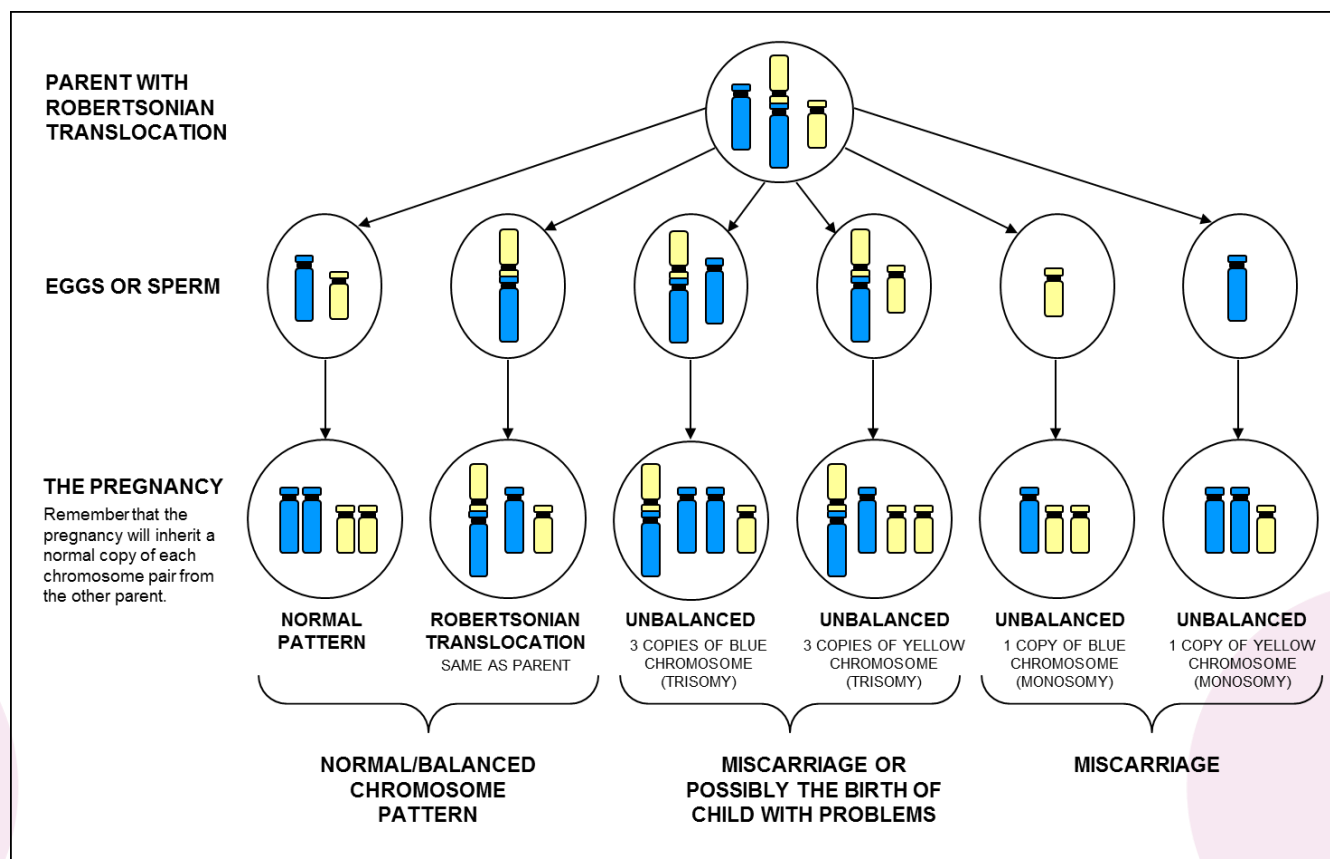 PARENT WITH
ROBERTSONIAN
TRANSLOCATION
EGGS OR SPERM
THE PREGNANCY
Remember that the
pregnancy will inherit a
normal copy of each
chromosome pair from
the other parent.
NORMAL
PATTERN
ROBERTSONIAN
TRANSLOCATION
SAME AS PARENT
UNBALANCED
3 COPIES OF BLUE
CHROMOSOME
(TRISOMY)
UNBALANCED
3 COPIES OF YELLOW
CHROMOSOME
(TRISOMY)
UNBALANCED
1 COPY OF BLUE
CHROMOSOME
(MONOSOMY)
UNBALANCED
1 COPY OF YELLOW
CHROMOSOME
(MONOSOMY)
NORMAL/BALANCED
CHROMOSOME
PATTERN
MISCARRIAGE OR
POSSIBLY THE BIRTH OF
CHILD WITH PROBLEMS
MISCARRIAGE